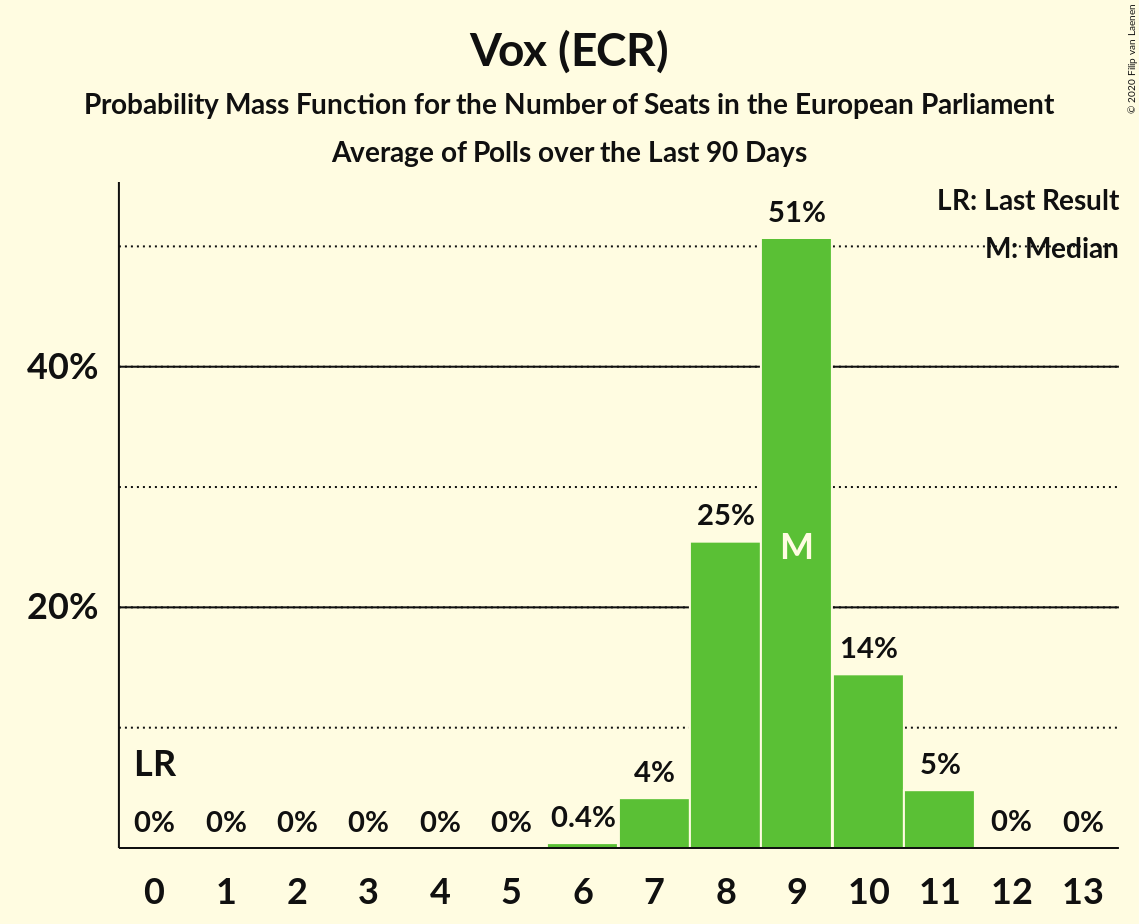 Vox (ECR)
Probability Mass Function for the Number of Seats in the European Parliament
Average of Polls over the Last 90 Days
© 2020 Filip van Laenen
LR: Last Result
M: Median
51%
40%
25%
M
20%
14%
LR
5%
4%
0% 0% 0% 0% 0% 0% 0.4% 0% 0%
0 1 2 3 4 5 6 7 8 9 10 11 12 13